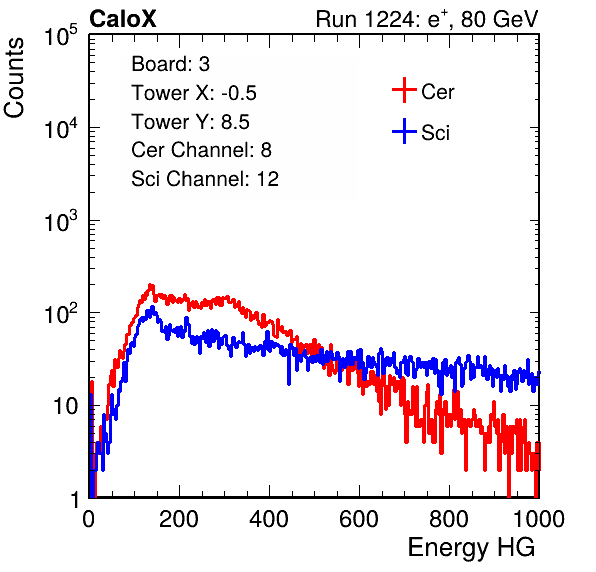 CaloX Run 1224: e⁺, 80 GeV
Counts
Board: 3
Tower X: -0.5
Tower Y: 8.5
Cer Channel: 8
Sci Channel: 12
Cer
Sci
10⁵
10⁴
10³
10²
10
1
0 200 400 600 800 1000
Energy HG